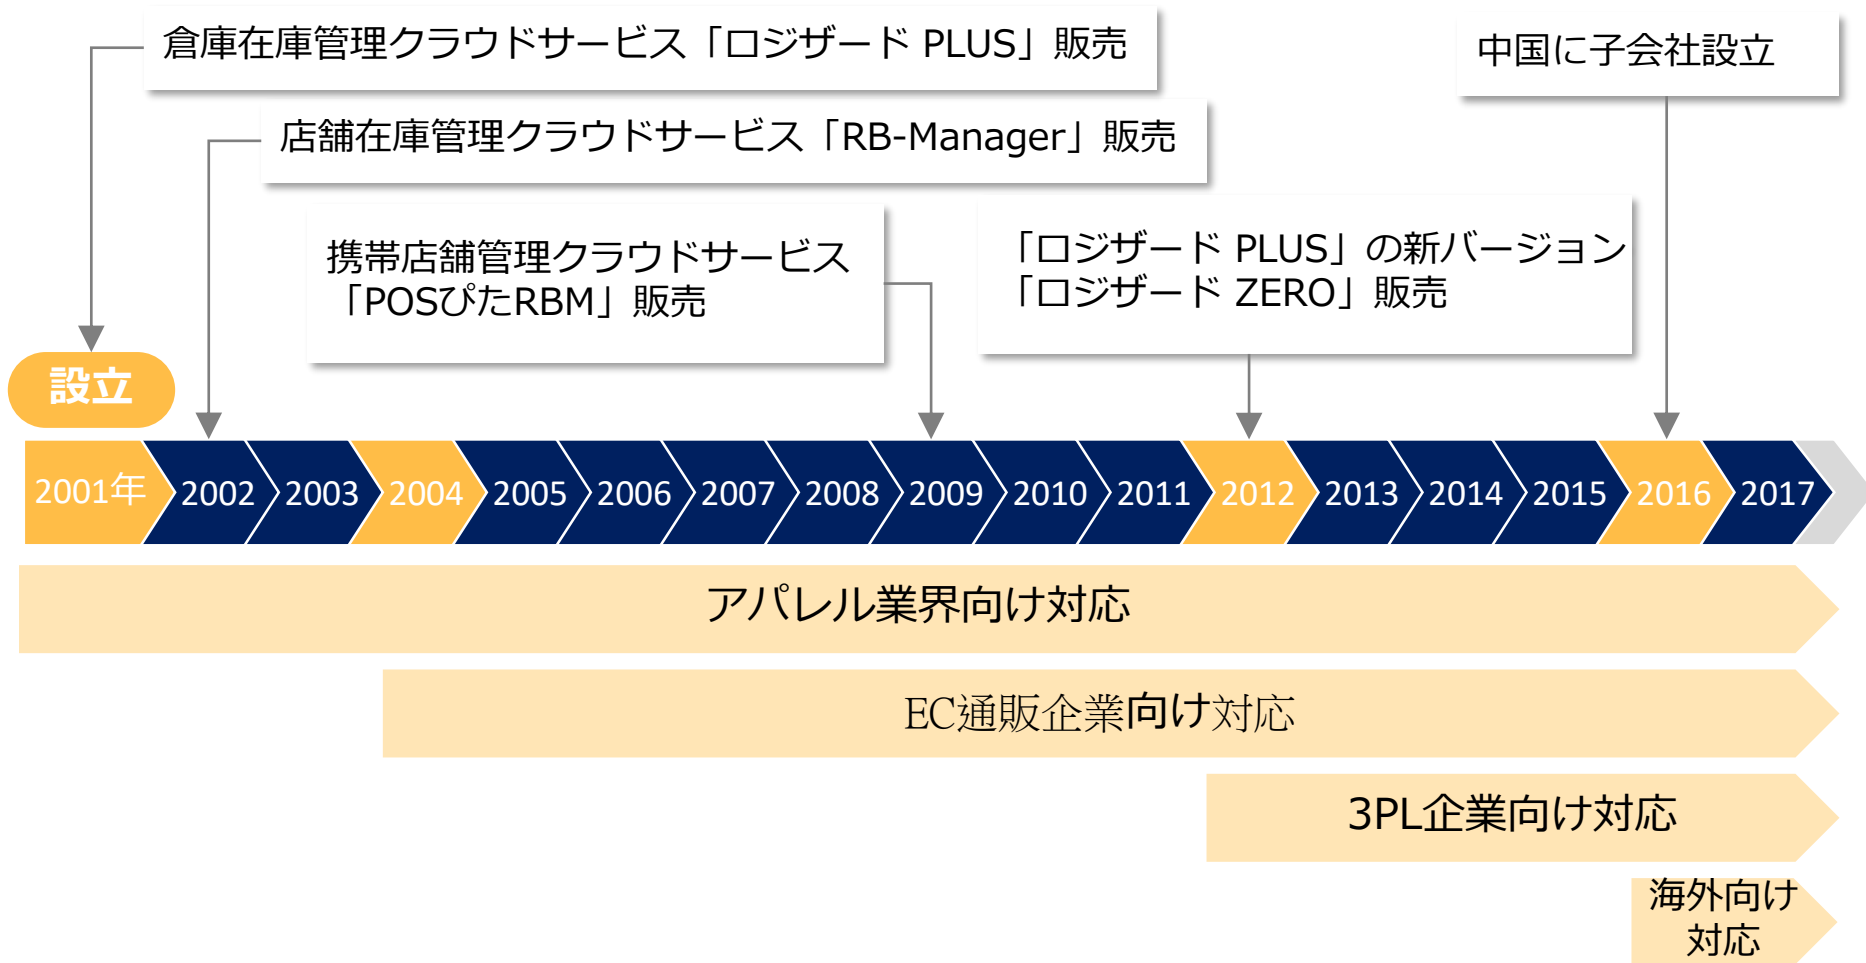 倉庫在庫管理クラウドサービス「ロジザード PLUS」販売
中国に子会社設立
店舗在庫管理クラウドサービス「RB-Manager」販売
携帯店舗管理クラウドサービス
「POSぴたRBM」販売
「ロジザード PLUS」の新バージョン
「ロジザード ZERO」販売
設立
2001年 2002 2003 2004 2005 2006 2007 2008 2009 2010 2011 2012 2013 2014 2015 2016 2017
アパレル業界向け対応
EC通販企業向け対応
3PL企業向け対応
海外向け
対応